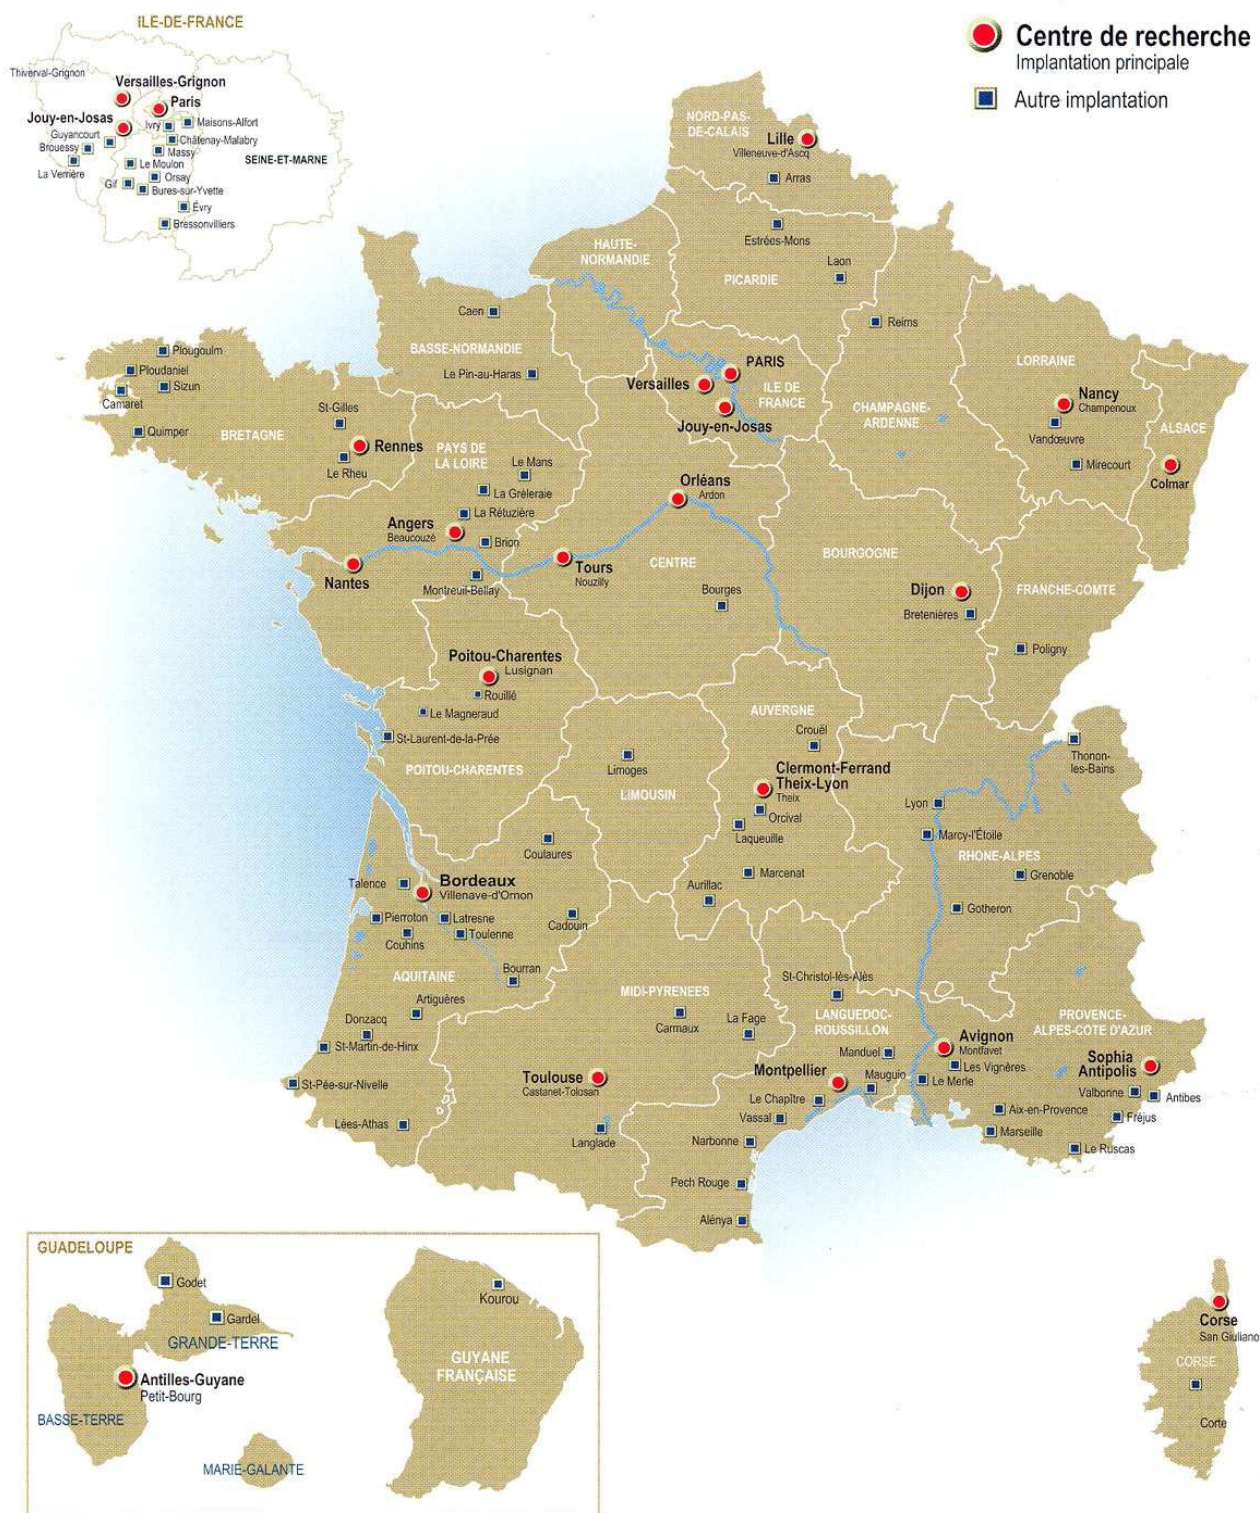 ILE-DE-FRANCE
Thiverval-Grignon
Versailles-Grignon
Paris
Jouy-en-Josas
Ivry
Maisons-Alfort
Guyancourt
Châtenay-Malabry
Brouessy
Massy
SEINE-ET-MARNE
La Verrière
Le Moulon
Orsay
Gif
Bures-sur-Yvette
Évry
Bressonvilliers
Centre de recherche
Implantation principale
Autre implantation
NORD-PAS-
DE-CALAIS
Lille
Villeneuve-d'Ascq
Arras
Estrées-Mons
HAUTE-
NORMANDIE
PICARDIE
Laon
Caen
Reims
BASSE-NORMANDIE
Le Pin-au-Haras
PARIS
Versailles
ILE DE
FRANCE
Jouy-en-Josas
CHAMPAGNE-
ARDENNE
LORRAINE
Nancy
Champenoux
Vandœuvre
Mirecourt
ALSACE
Colmar
Plougoulm
Ploudaniel
Sizun
Camaret
Quimper
BRETAGNE
St-Gilles
Rennes
Le Rheu
PAYS DE
LA LOIRE
Le Mans
La Grèleraie
La Rétuzière
Angers
Beaucouzé
Brion
Nantes
Montreuil-Bellay
Orléans
Ardon
Tours
Nouzilly
CENTRE
Bourges
BOURGOGNE
Dijon
Bretenières
FRANCHE-COMTE
Poligny
Poitou-Charentes
Lusignan
Rouillé
Le Magneraud
St-Laurent-de-la-Prée
POITOU-CHARENTES
Limoges
LIMOUSIN
AUVERGNE
Crouël
Clermont-Ferrand
Theix-Lyon
Theix
Orcival
Laqueuille
Marcenat
Aurillac
Thonon-
les-Bains
Lyon
Marcy-l'Étoile
RHONE-ALPES
Grenoble
Gotheron
Coulaures
Talence
Bordeaux
Villenave-d'Ornon
Pierroton
Latresne
Couhins
Toulenne
Cadouin
Bourran
AQUITAINE
Artiguères
Donzacq
St-Martin-de-Hinx
St-Pée-sur-Nivelle
Lées-Athas
MIDI-PYRENEES
Carmaux
La Fage
Toulouse
Castanet-Tolosan
Langlade
St-Christol-lès-Alès
LANGUEDOC-
ROUSSILLON
Manduel
Montpellier
Mauguio
Le Chapître
Vassal
Narbonne
Pech Rouge
Alénya
PROVENCE-
ALPES-COTE D'AZUR
Avignon
Montfavet
Les Vignères
Le Merle
Sophia
Antipolis
Valbonne
Antibes
Aix-en-Provence
Fréjus
Marseille
Le Ruscas
GUADELOUPE
Godet
Gardel
GRANDE-TERRE
Antilles-Guyane
Petit-Bourg
BASSE-TERRE
MARIE-GALANTE
Kourou
GUYANE
FRANÇAISE
Corse
San Giuliano
CORSE
Corte